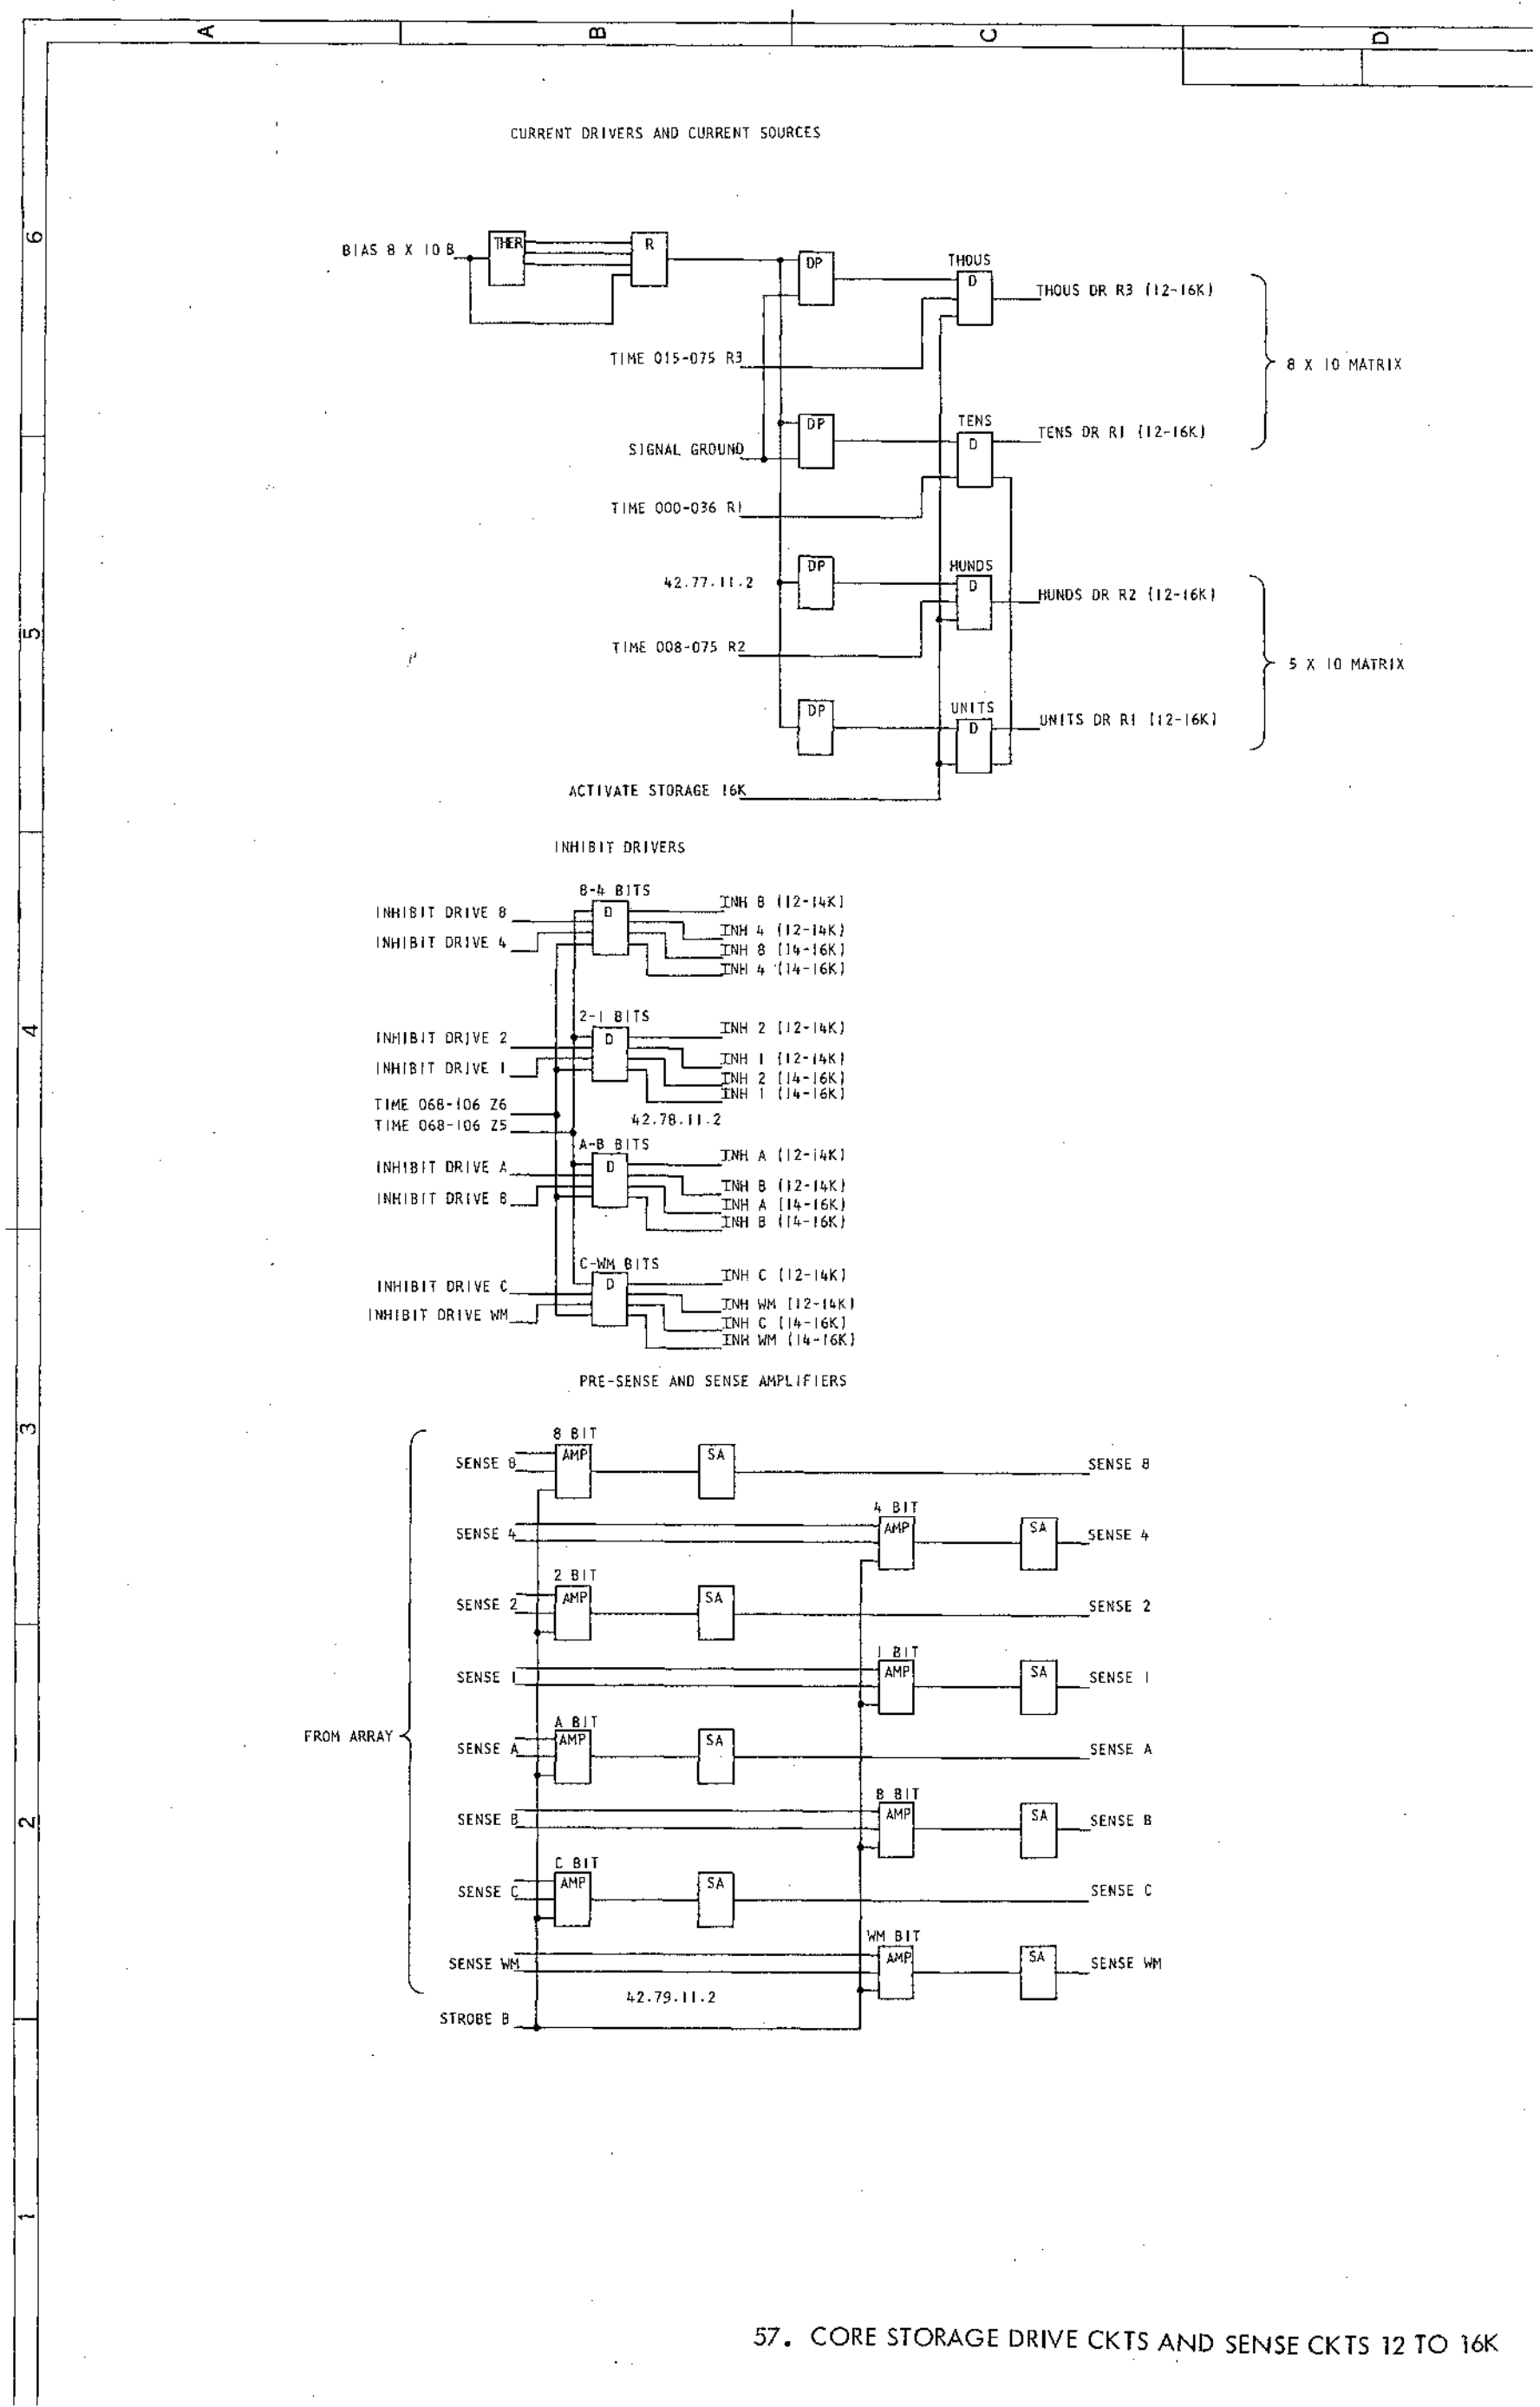 A
B
C
D
CURRENT DRIVERS AND CURRENT SOURCES
6
BIAS 8 X 10 B
THER
R
DP
THOUS
D
THOUS DR R3 (12-16K)
TIME 015-075 R3
8 X 10 MATRIX
SIGNAL GROUND
DP
TENS
D
TENS DR R1 (12-16K)
TIME 000-036 R1
42.77.11.2
DP
HUNDS
D
HUNDS DR R2 (12-16K)
5
TIME 008-075 R2
5 X 10 MATRIX
DP
UNITS
D
UNITS DR R1 (12-16K)
ACTIVATE STORAGE 16K
INHIBIT DRIVERS
8-4 BITS
INHIBIT DRIVE 8
D
INH 8 (12-14K)
INHIBIT DRIVE 4
INH 4 (12-14K)
INH 8 (14-16K)
INH 4 (14-16K)
4
2-1 BITS
INHIBIT DRIVE 2
D
INH 2 (12-14K)
INHIBIT DRIVE 1
INH 1 (12-14K)
INH 2 (14-16K)
INH 1 (14-16K)
TIME 068-106 Z6
TIME 068-106 Z5
42.78.11.2
A-B BITS
INHIBIT DRIVE A
D
INH A (12-14K)
INHIBIT DRIVE B
INH B (12-14K)
INH A (14-16K)
INH B (14-16K)
C-WM BITS
INHIBIT DRIVE C
D
INH C (12-14K)
INHIBIT DRIVE WM
INH WM (12-14K)
INH C (14-16K)
INH WM (14-16K)
PRE-SENSE AND SENSE AMPLIFIERS
3
8 BIT
SENSE 8
AMP
SA
SENSE 8
4 BIT
SENSE 4
AMP
SA
SENSE 4
2 BIT
SENSE 2
AMP
SA
SENSE 2
1 BIT
SENSE 1
AMP
SA
SENSE 1
FROM ARRAY
A BIT
SENSE A
AMP
SA
SENSE A
2
B BIT
SENSE B
AMP
SA
SENSE B
C BIT
SENSE C
AMP
SA
SENSE C
WM BIT
SENSE WM
AMP
SA
SENSE WM
42.79.11.2
STROBE B
1
57. CORE STORAGE DRIVE CKTS AND SENSE CKTS 12 TO 16K